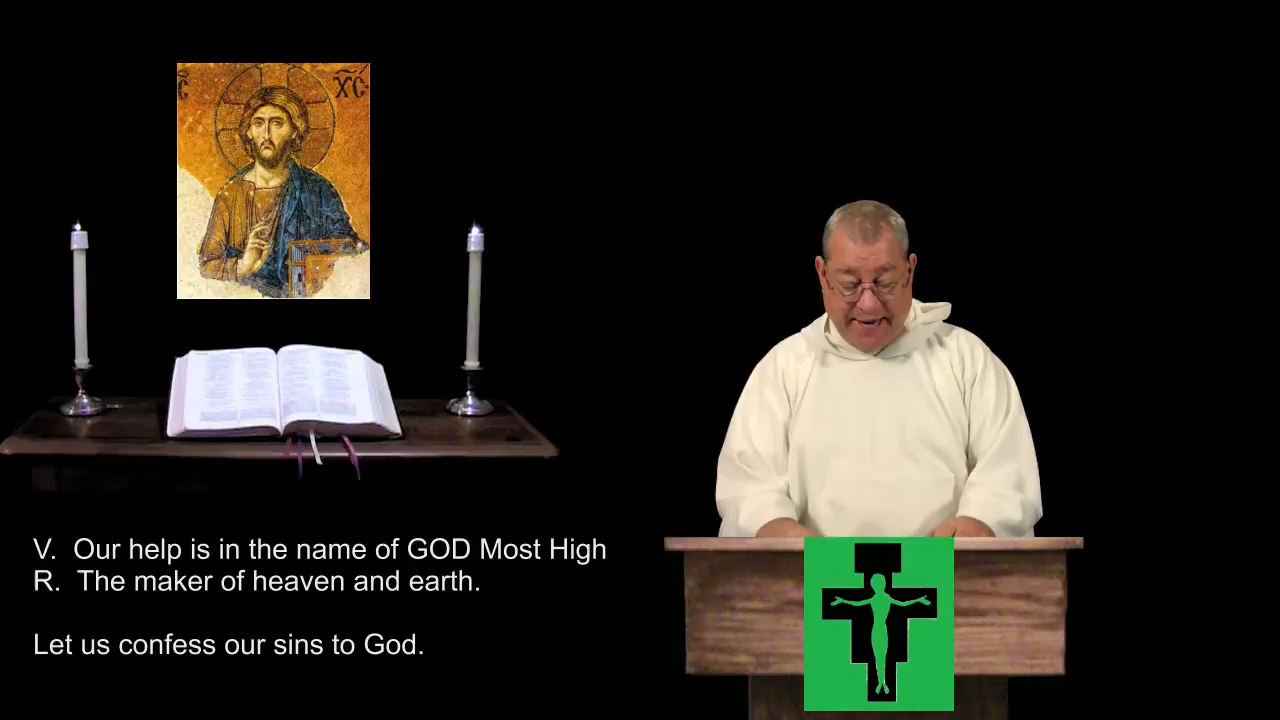 C̄ X̃C
V. Our help is in the name of GOD Most High
R. The maker of heaven and earth.
Let us confess our sins to God.